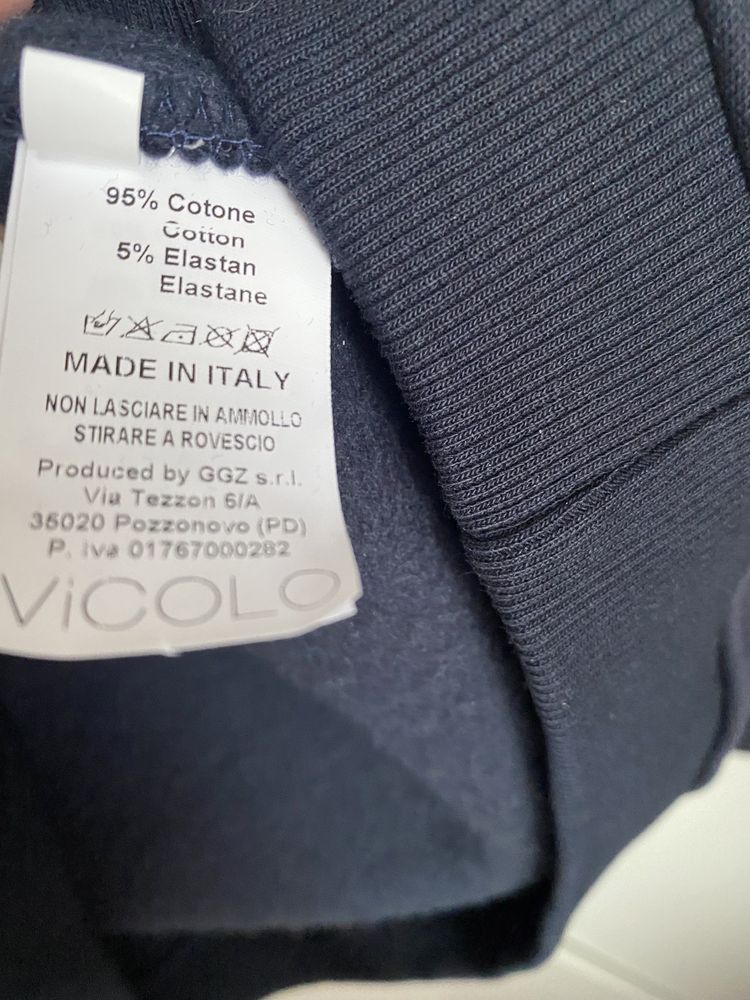 95% Cotone
Cotton
5% Elastan
Elastane
MADE IN ITALY
NON LASCIARE IN AMMOLLO
STIRARE A ROVESCIO
Produced by GGZ s.r.l.
Via Tezzon 6/A
35020 Pozzonovo (PD)
P. iva 01767000282
ViCOLO